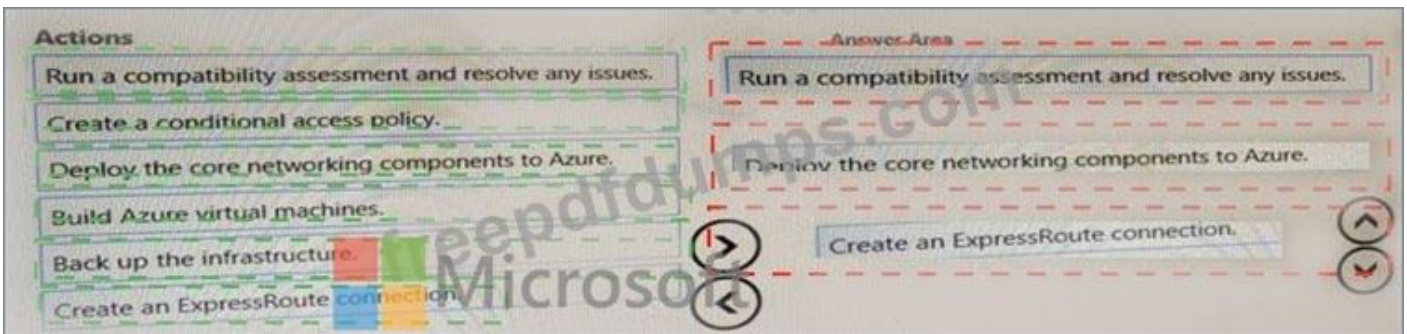 Actions
Run a compatibility assessment and resolve any issues.
Create a conditional access policy.
Deploy the core networking components to Azure.
Build Azure virtual machines.
Back up the infrastructure.
Create an ExpressRoute connection.
Answer Area
Run a compatibility assessment and resolve any issues.
Deploy the core networking components to Azure.
Create an ExpressRoute connection.
freepdfdumps.com
Microsoft